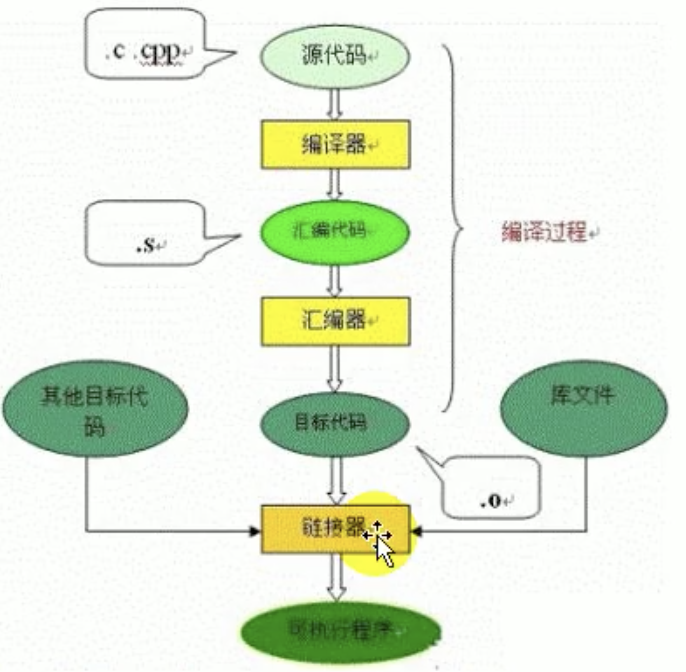 .c .cpp
源代码
编译器
汇编代码
.s
编译过程
汇编器
其他目标代
码
目标代码
库文件
.o
链接器
可执行程序